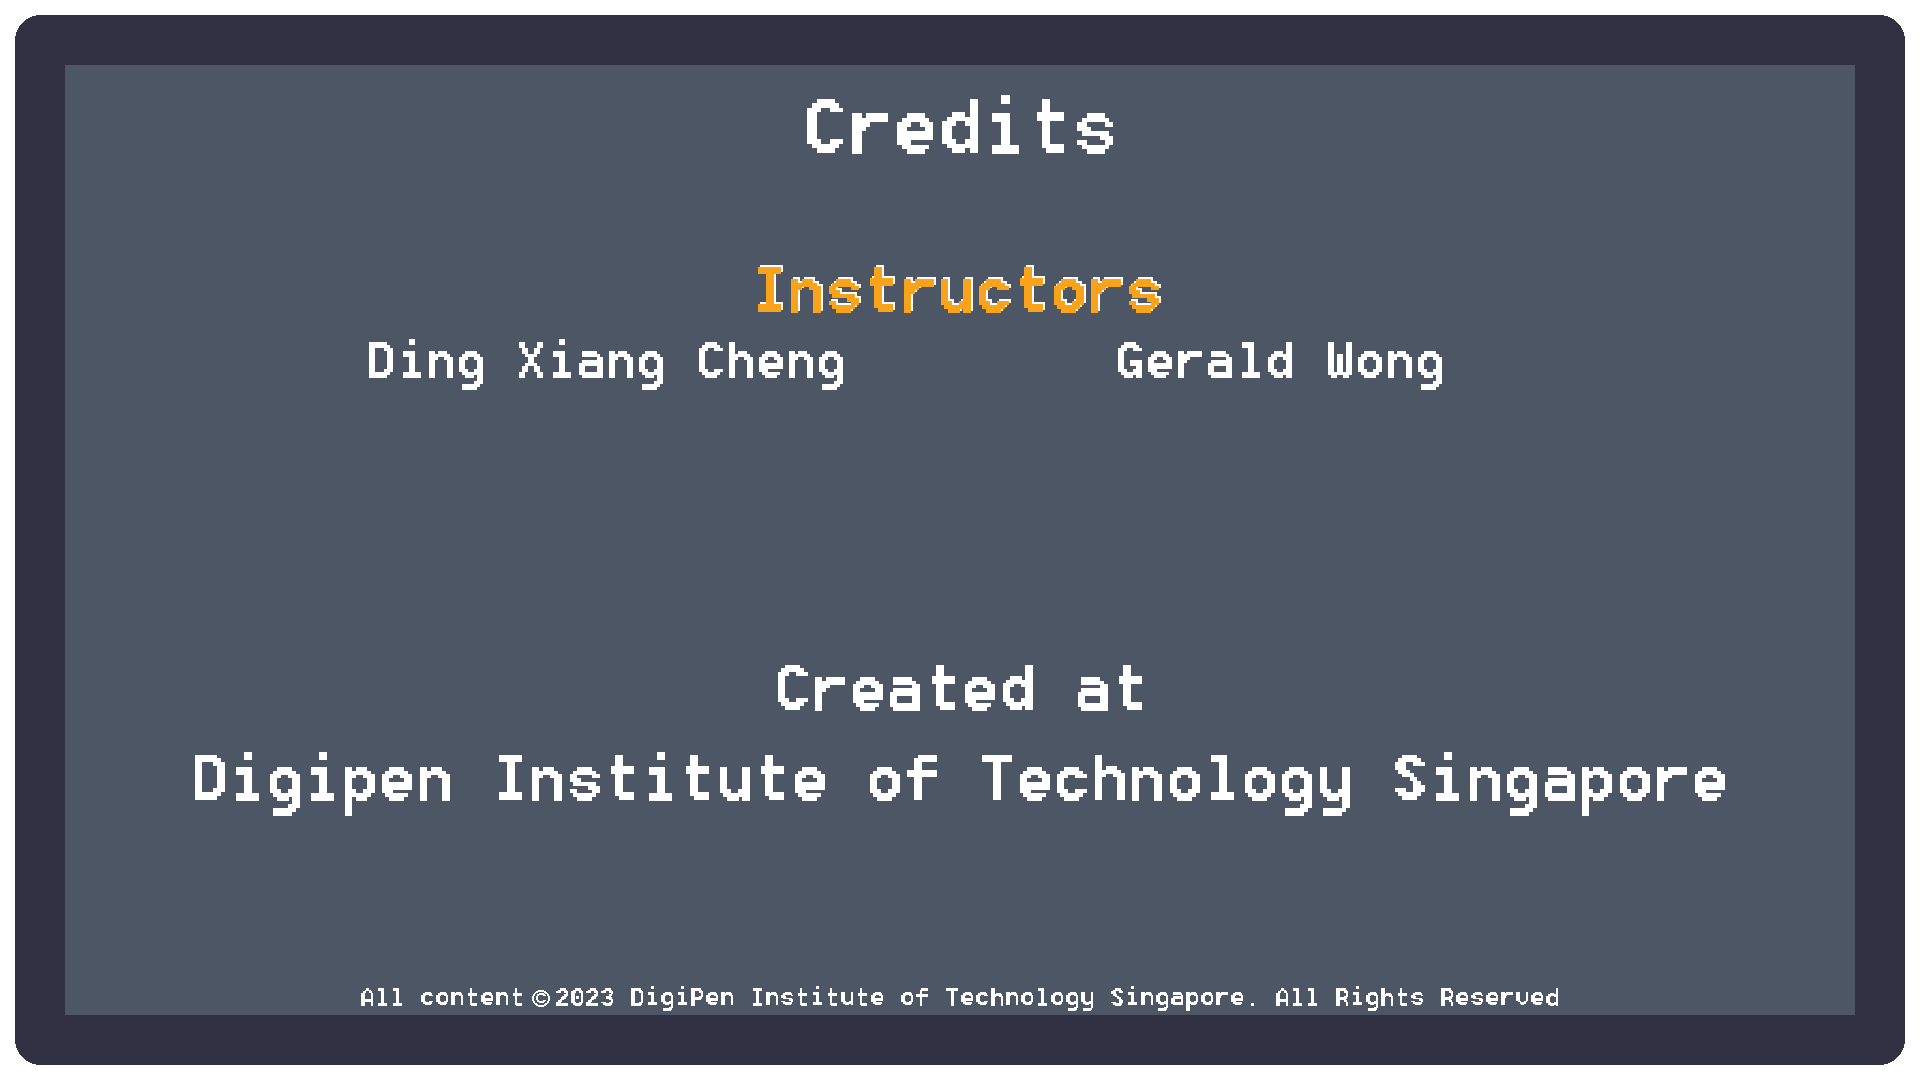 Credits
Instructors
Ding Xiang Cheng Gerald Wong
Created at
Digipen Institute of Technology Singapore
All content ©2023 DigiPen Institute of Technology Singapore. All Rights Reserved